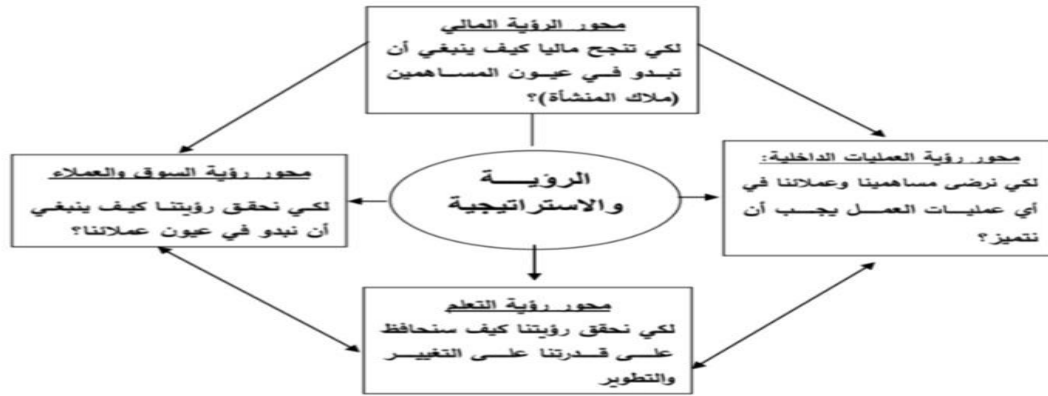 محور الرؤية المالي
لكي تنجح ماليا كيف ينبغي أن
تبدو في عيون المساهمين
(ملاك المنشأة)؟
محور رؤية العمليات الداخلية:
لكي نرضى مساهمينا وعملائنا في
أي عمليات العمل يجب أن
نتميز؟
الرؤيـــة
والاستراتيجية
محور رؤية السوق والعملاء
لكي نحقق رؤيتنا كيف ينبغي
أن نبدو في عيون عملائنا؟
محور رؤية التعلم
لكي نحقق رؤيتنا كيف سنحافظ
على قدرتنا على التغيير
والتطوير